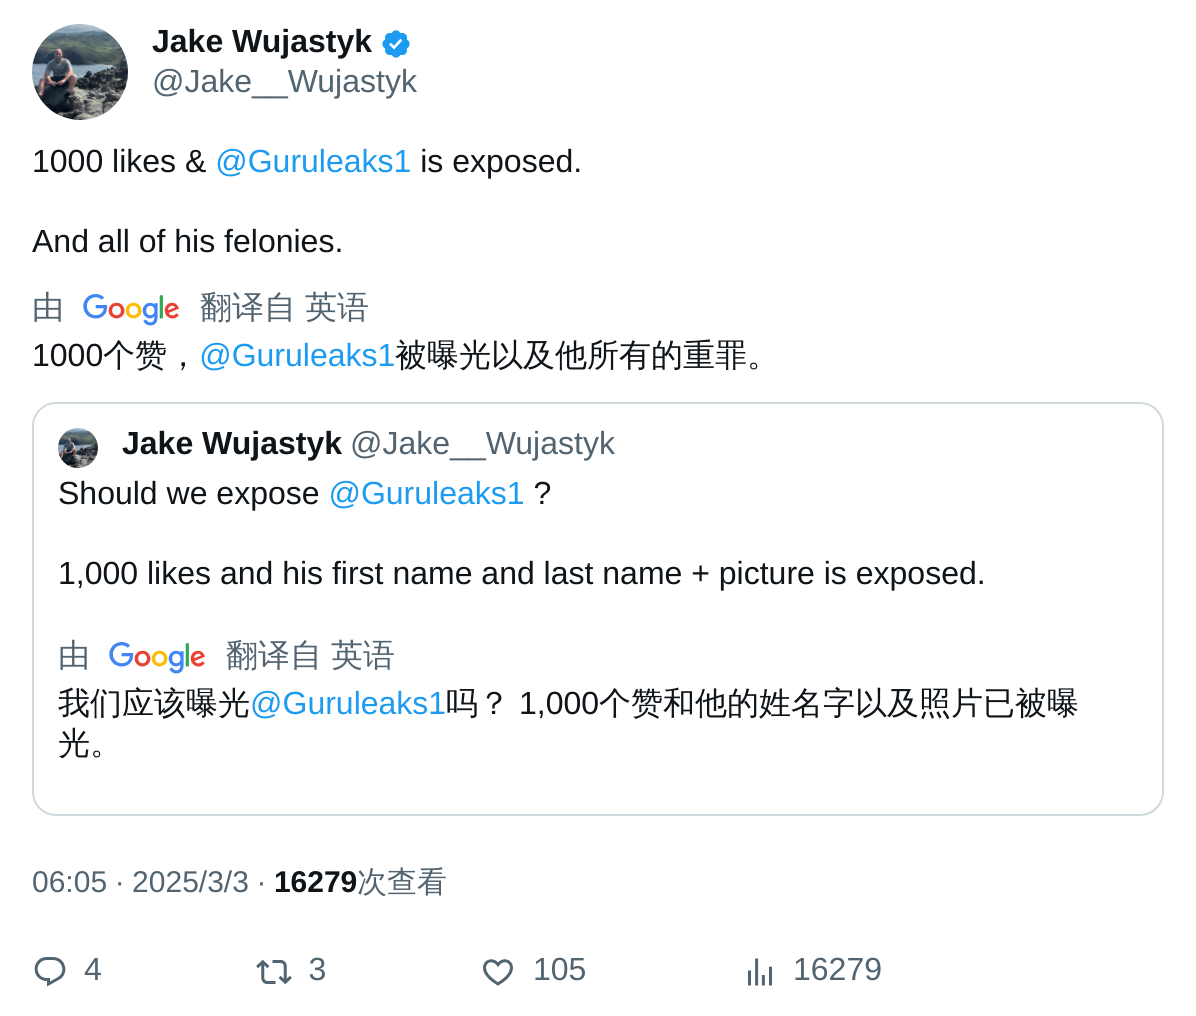 Jake Wujastyk
@Jake__Wujastyk
1000 likes & @Guruleaks1 is exposed.
And all of his felonies.
由 Google 翻译自 英语
1000个赞，@Guruleaks1被曝光以及他所有的重罪。
Jake Wujastyk @Jake__Wujastyk
Should we expose @Guruleaks1 ?
1,000 likes and his first name and last name + picture is exposed.
由 Google 翻译自 英语
我们应该曝光@Guruleaks1吗？ 1,000个赞和他的姓名字以及照片已被曝
光。
06:05 · 2025/3/3 · 16279次查看
4 3 105 16279